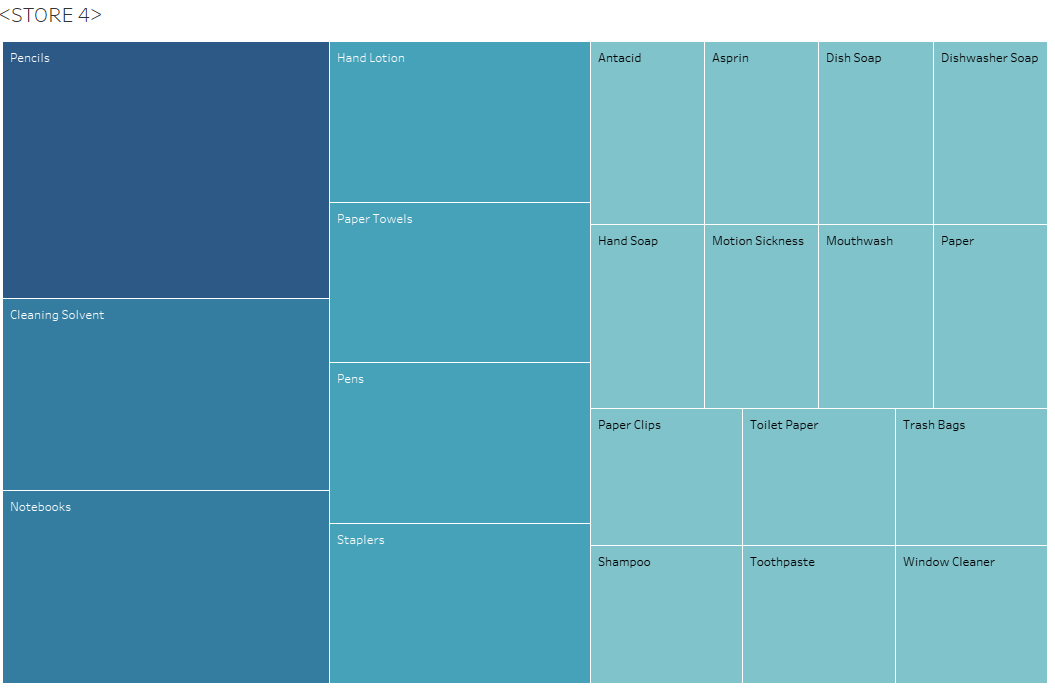 <STORE 4>
Pencils
Cleaning Solvent
Notebooks
Hand Lotion
Paper Towels
Pens
Staplers
Antacid
Asprin
Dish Soap
Dishwasher Soap
Hand Soap
Motion Sickness
Mouthwash
Paper
Paper Clips
Toilet Paper
Trash Bags
Shampoo
Toothpaste
Window Cleaner